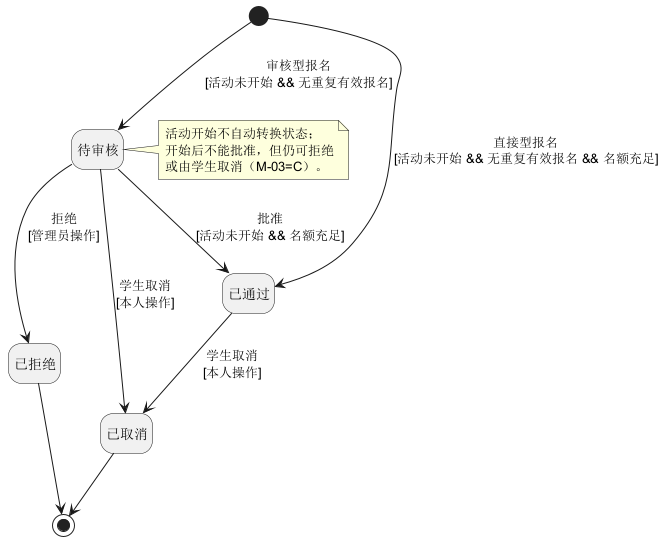 审核型报名
[活动未开始 && 无重复有效报名]
直接型报名
[活动未开始 && 无重复有效报名 && 名额充足]
待审核
活动开始不自动转换状态；
开始后不能批准，但仍可拒绝
或由学生取消（M-03=C）。
拒绝
[管理员操作]
批准
[活动未开始 && 名额充足]
学生取消
[本人操作]
已通过
学生取消
[本人操作]
已拒绝
已取消